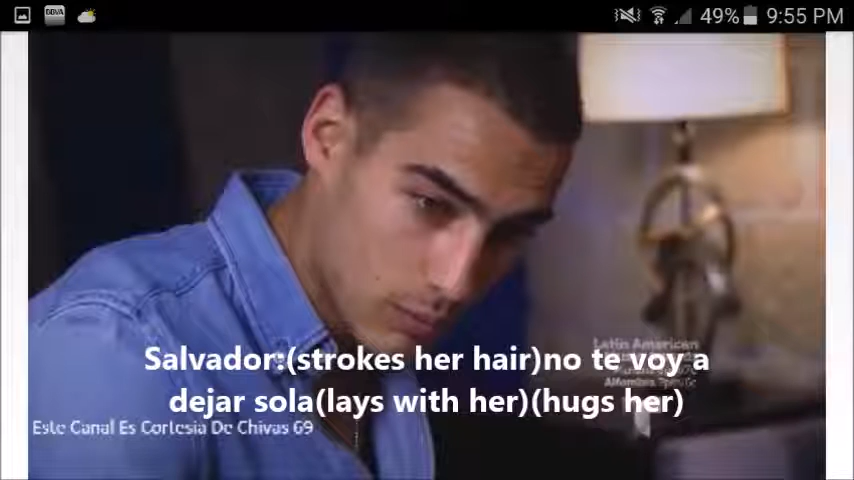 BBVA
49%
9:55 PM
Latin American
Salvador:(strokes her hair)no te voy a
dejar sola(lays with her)(hugs her)
Este Canal Es Cortesia De Chivas 69